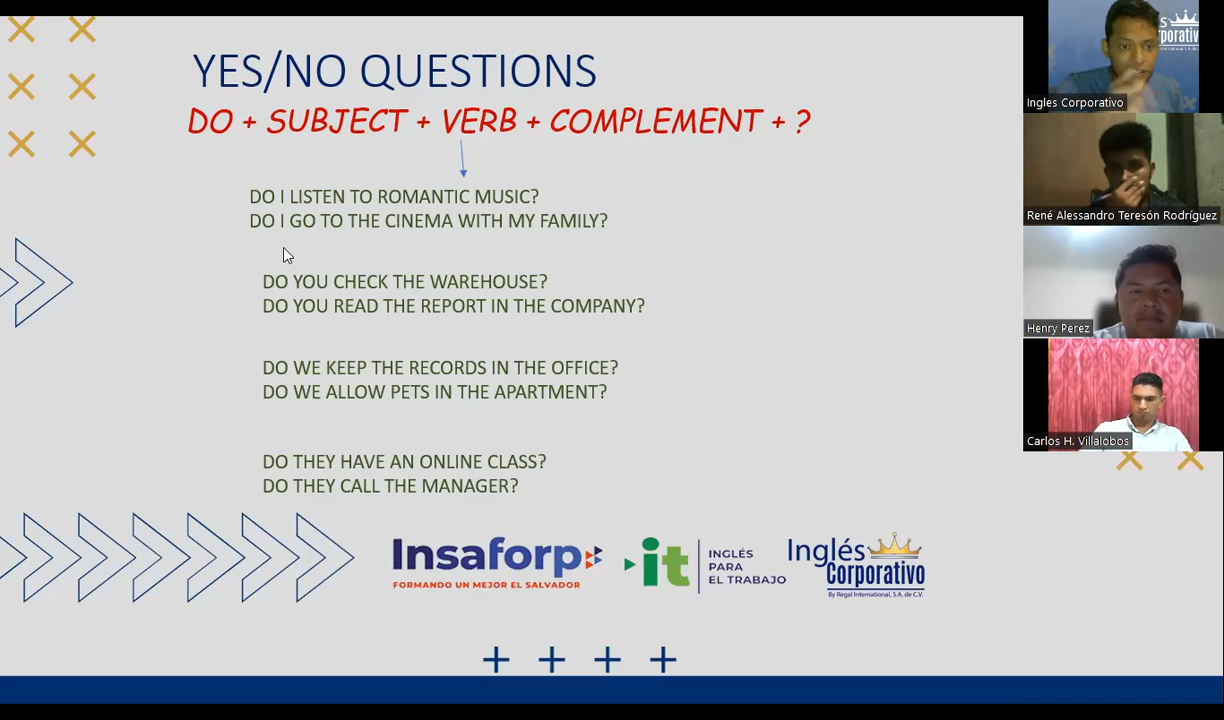 YES/NO QUESTIONS
DO + SUBJECT + VERB + COMPLEMENT + ?
DO I LISTEN TO ROMANTIC MUSIC?
DO I GO TO THE CINEMA WITH MY FAMILY?
DO YOU CHECK THE WAREHOUSE?
DO YOU READ THE REPORT IN THE COMPANY?
DO WE KEEP THE RECORDS IN THE OFFICE?
DO WE ALLOW PETS IN THE APARTMENT?
DO THEY HAVE AN ONLINE CLASS?
DO THEY CALL THE MANAGER?
Insaforp
FORMANDO UN MEJOR EL SALVADOR
it
INGLÉS
PARA
EL TRABAJO
Inglés
Corporativo
By Regal International, S.A. de C.V.
Ingles Corporativo
René Alessandro Teresón Rodríguez
Henry Perez
Carlos H. Villalobos